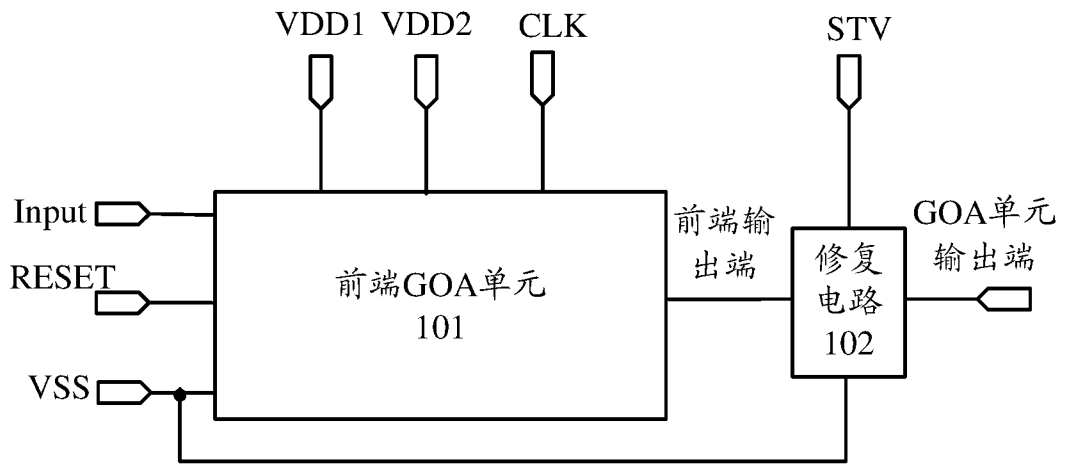 VDD1
VDD2
CLK
STV
Input
RESET
VSS
前端GOA单元
101
前端输
出端
修复
电路
102
GOA单元
输出端